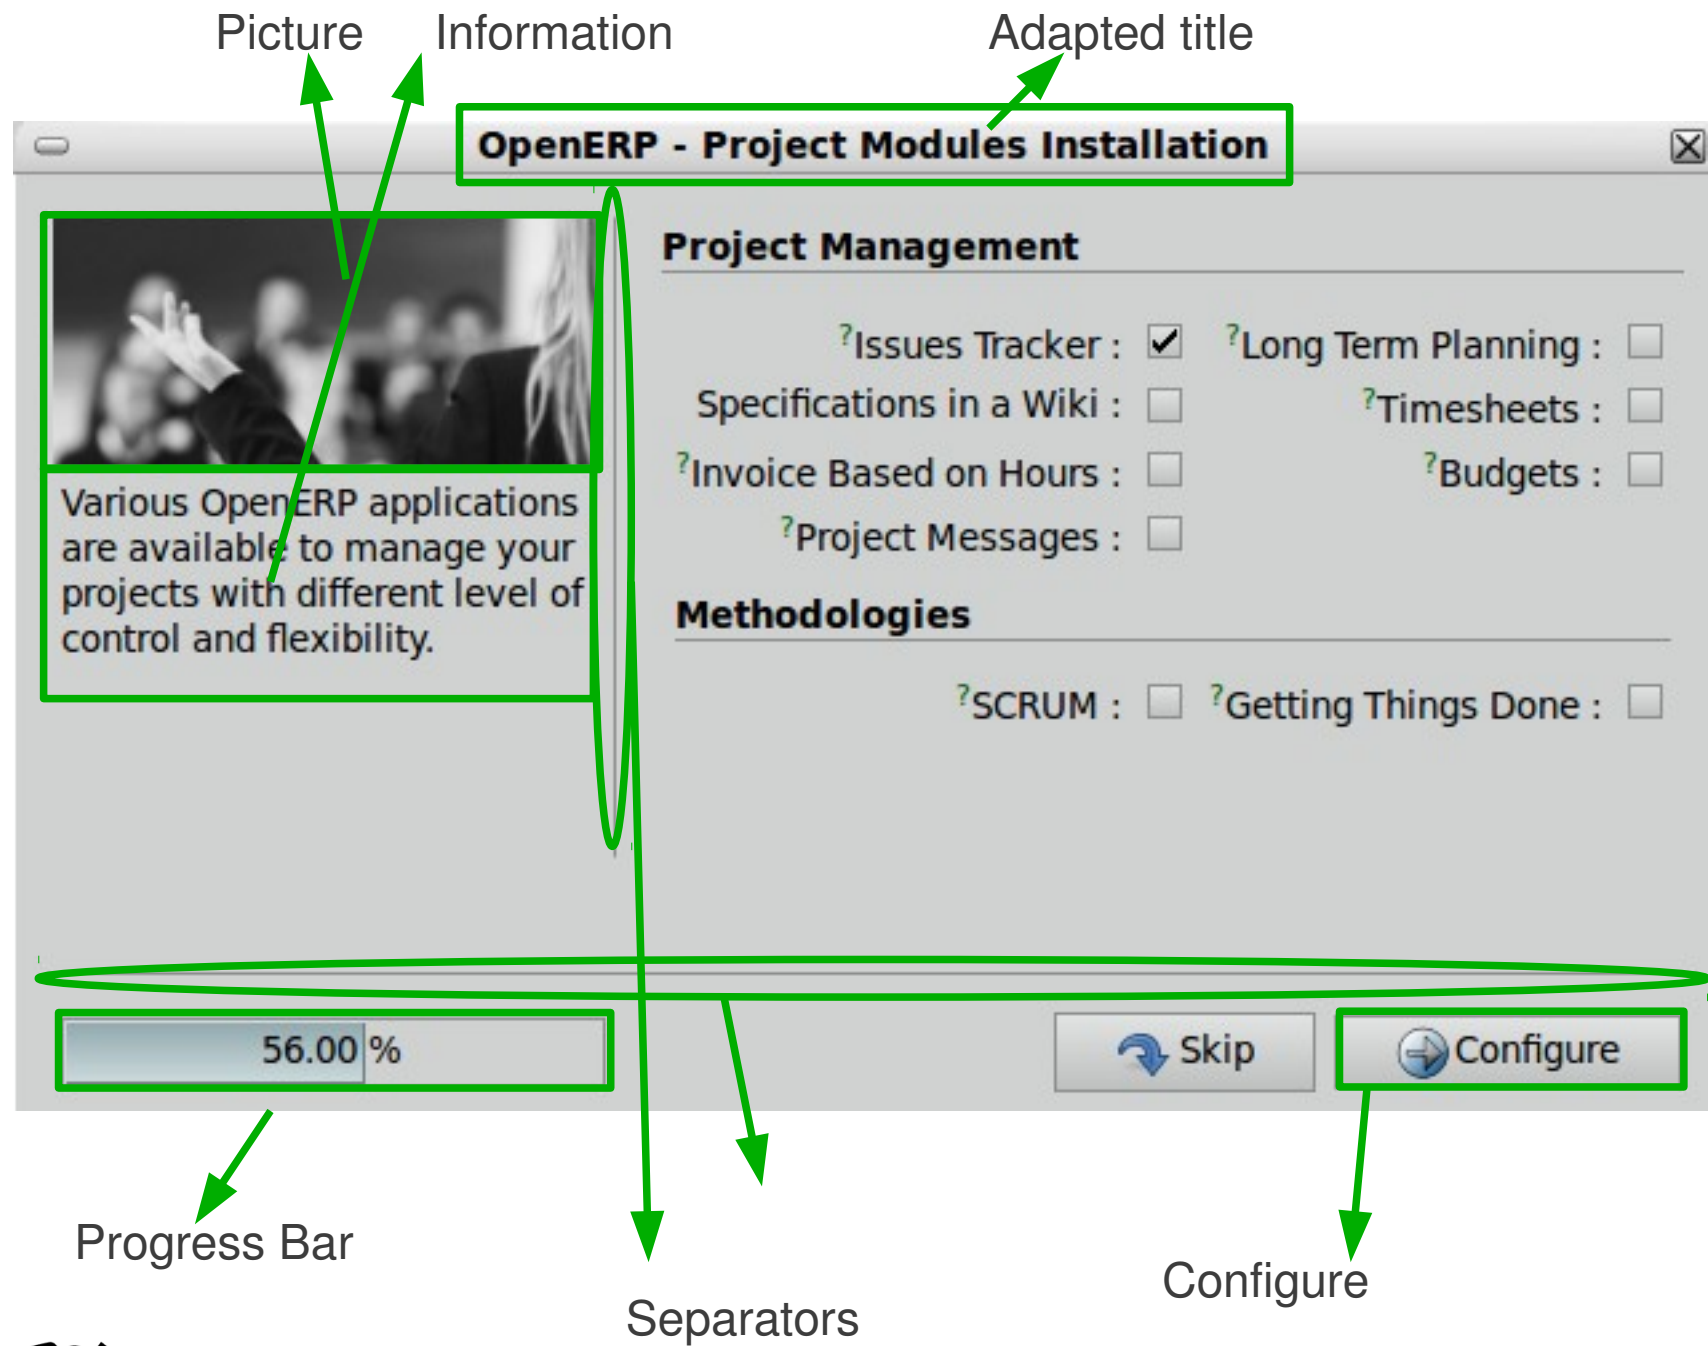 Picture Information Adapted title
OpenERP - Project Modules Installation
Project Management
?Issues Tracker : ?Long Term Planning :
Specifications in a Wiki : ?Timesheets :
?Invoice Based on Hours : ?Budgets :
?Project Messages :
Various OpenERP applications
are available to manage your
projects with different level of
control and flexibility.
Methodologies
?SCRUM : ?Getting Things Done :
56.00 % Skip Configure
Progress Bar
Configure
Separators